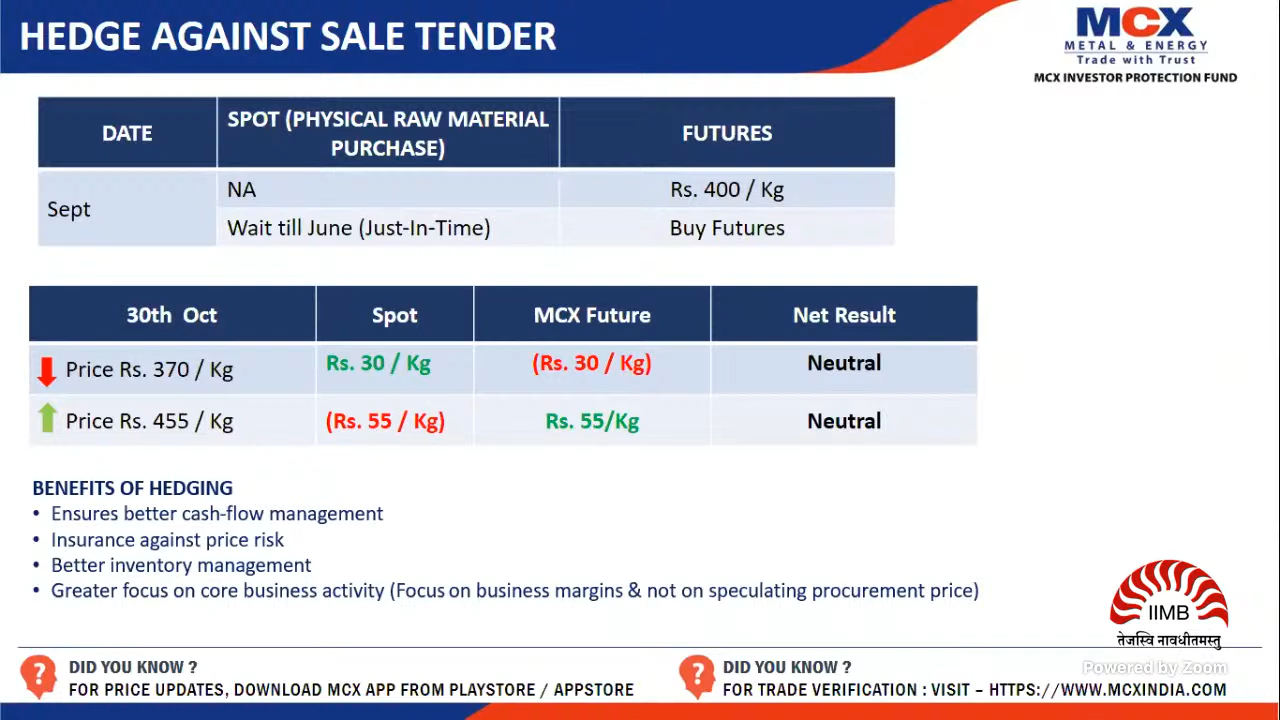 HEDGE AGAINST SALE TENDER
MCX
METAL & ENERGY
Trade with Trust
MCX INVESTOR PROTECTION FUND
DATE
SPOT (PHYSICAL RAW MATERIAL
PURCHASE)
FUTURES
Sept
NA
Rs. 400 / Kg
Wait till June (Just-In-Time)
Buy Futures
30th Oct
Spot
MCX Future
Net Result
Price Rs. 370 / Kg
Rs. 30 / Kg
(Rs. 30 / Kg)
Neutral
Price Rs. 455 / Kg
(Rs. 55 / Kg)
Rs. 55/Kg
Neutral
BENEFITS OF HEDGING
• Ensures better cash-flow management
• Insurance against price risk
• Better inventory management
• Greater focus on core business activity (Focus on business margins & not on speculating procurement price)
IIMB
तेजस्वि नावधीतमस्तु
Powered by Zoom
?
DID YOU KNOW ?
FOR PRICE UPDATES, DOWNLOAD MCX APP FROM PLAYSTORE / APPSTORE
?
DID YOU KNOW ?
FOR TRADE VERIFICATION : VISIT – HTTPS://WWW.MCXINDIA.COM